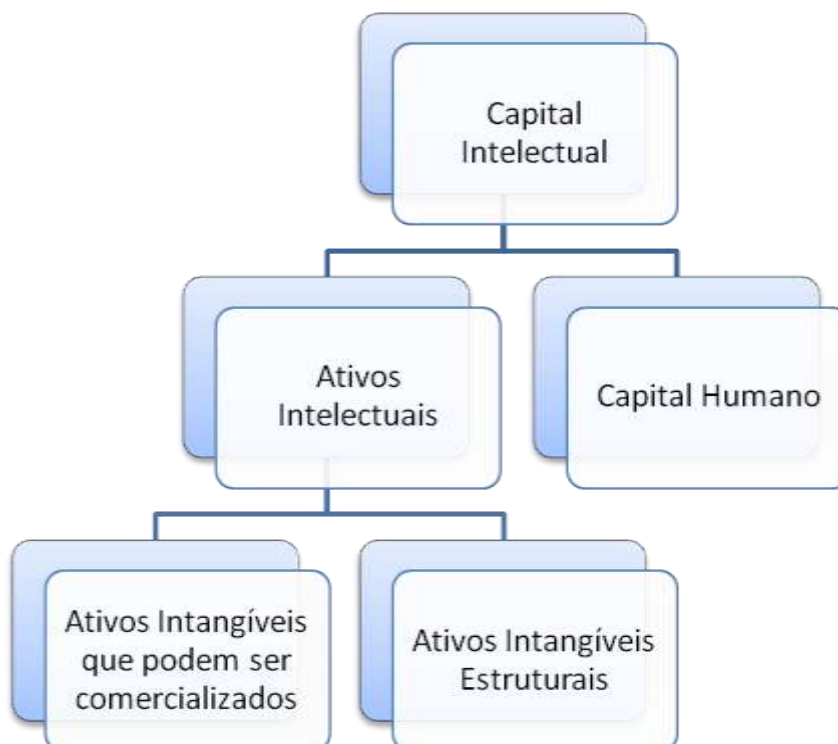 Capital
Intelectual
Ativos
Intelectuais
Capital Humano
Ativos Intangíveis
que podem ser
comercializados
Ativos Intangíveis
Estruturais